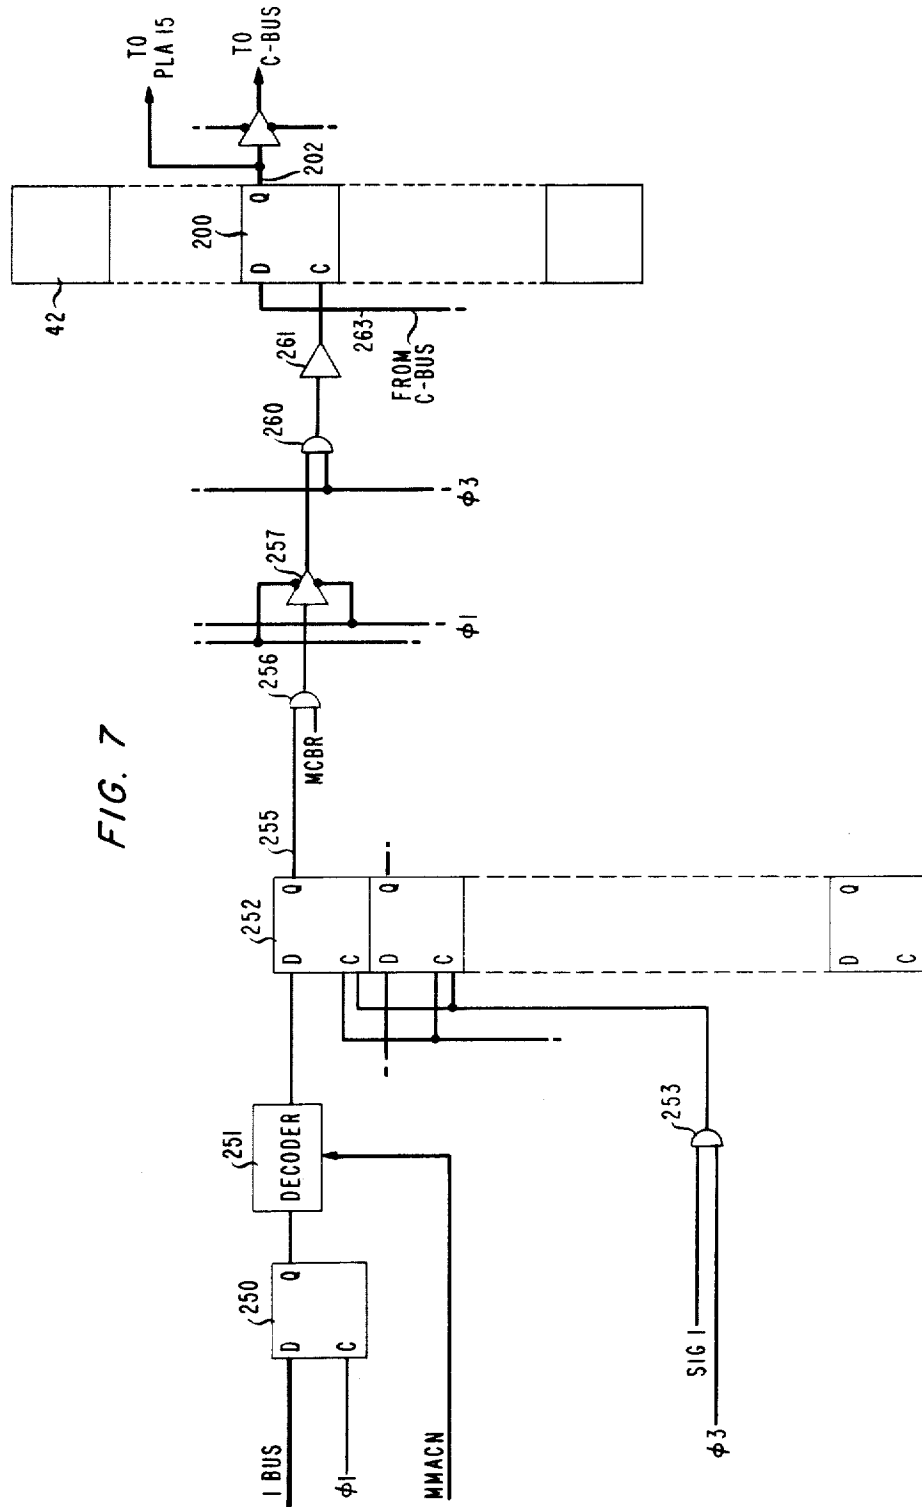 FIG. 7
I BUS
D
Q
250
C
φ1
DECODER
251
MMACN
SIG 1
φ3
253
D
Q
252
C
D
Q
C
D
Q
C
255
MCBR
256
257
φ1
260
φ3
261
263
FROM
C-BUS
42
D
Q
200
C
202
TO
PLA 15
TO
C-BUS